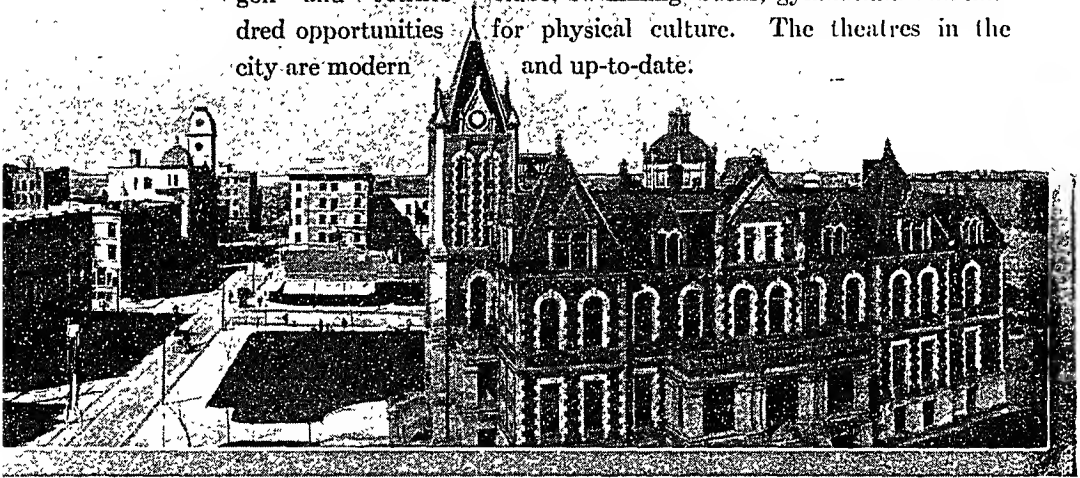 dred opportunities for physical culture. The theatres in the
city are modern and up-to-date.